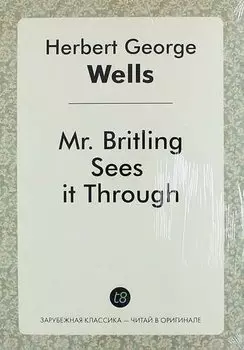 Herbert George
Wells
Mr. Britling
Sees
it Through
t8
ЗАРУБЕЖНАЯ КЛАССИКА — ЧИТАЙ В ОРИГИНАЛЕ